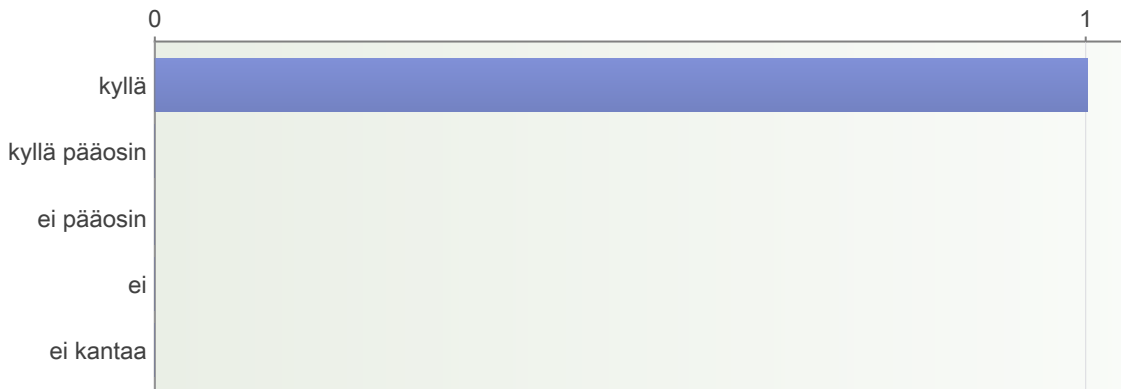 0 1
kyllä
kyllä pääosin
ei pääosin
ei
ei kantaa